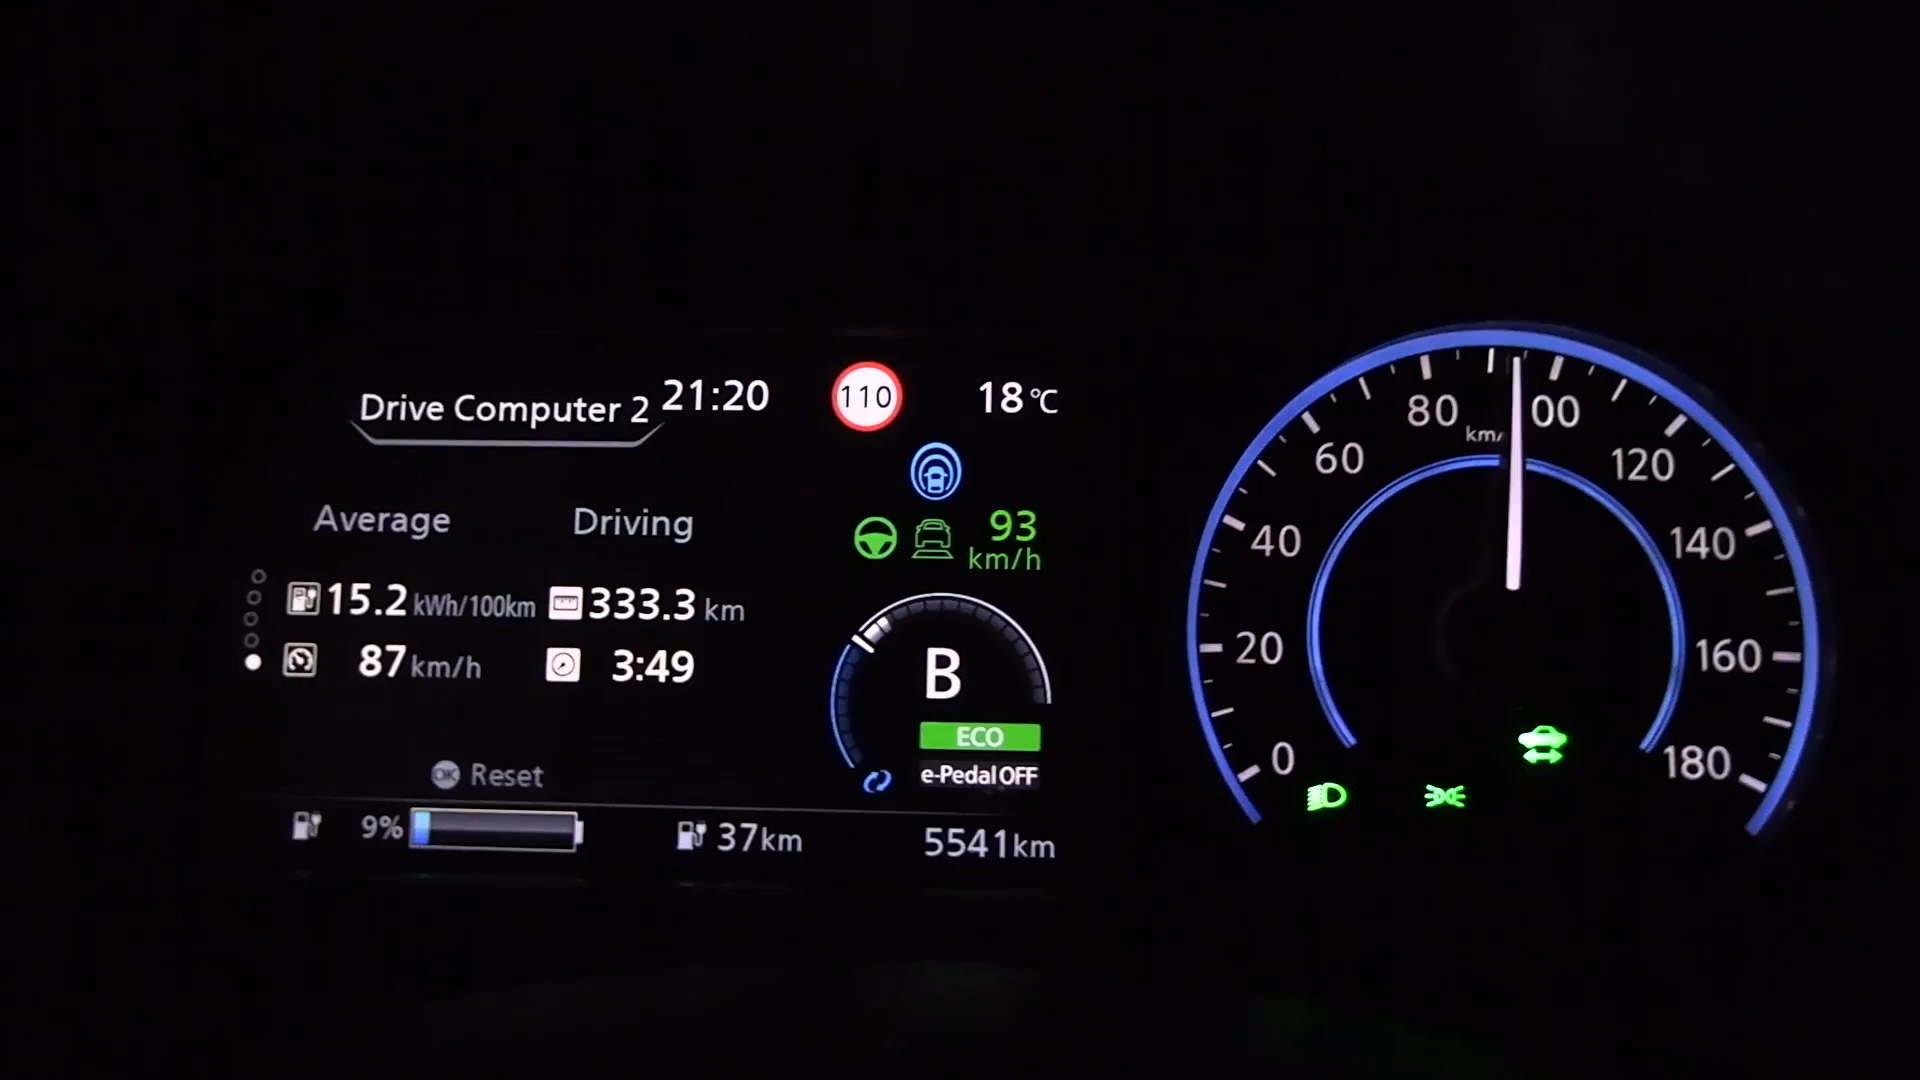 Drive Computer 2
21:20
110
18 °C
Average
Driving
93
km/h
15.2 kWh/100km
333.3 km
87 km/h
3:49
B
ECO
e-Pedal OFF
OK Reset
9%
37km
5541km
0
20
40
60
80
00
120
140
160
180
km/